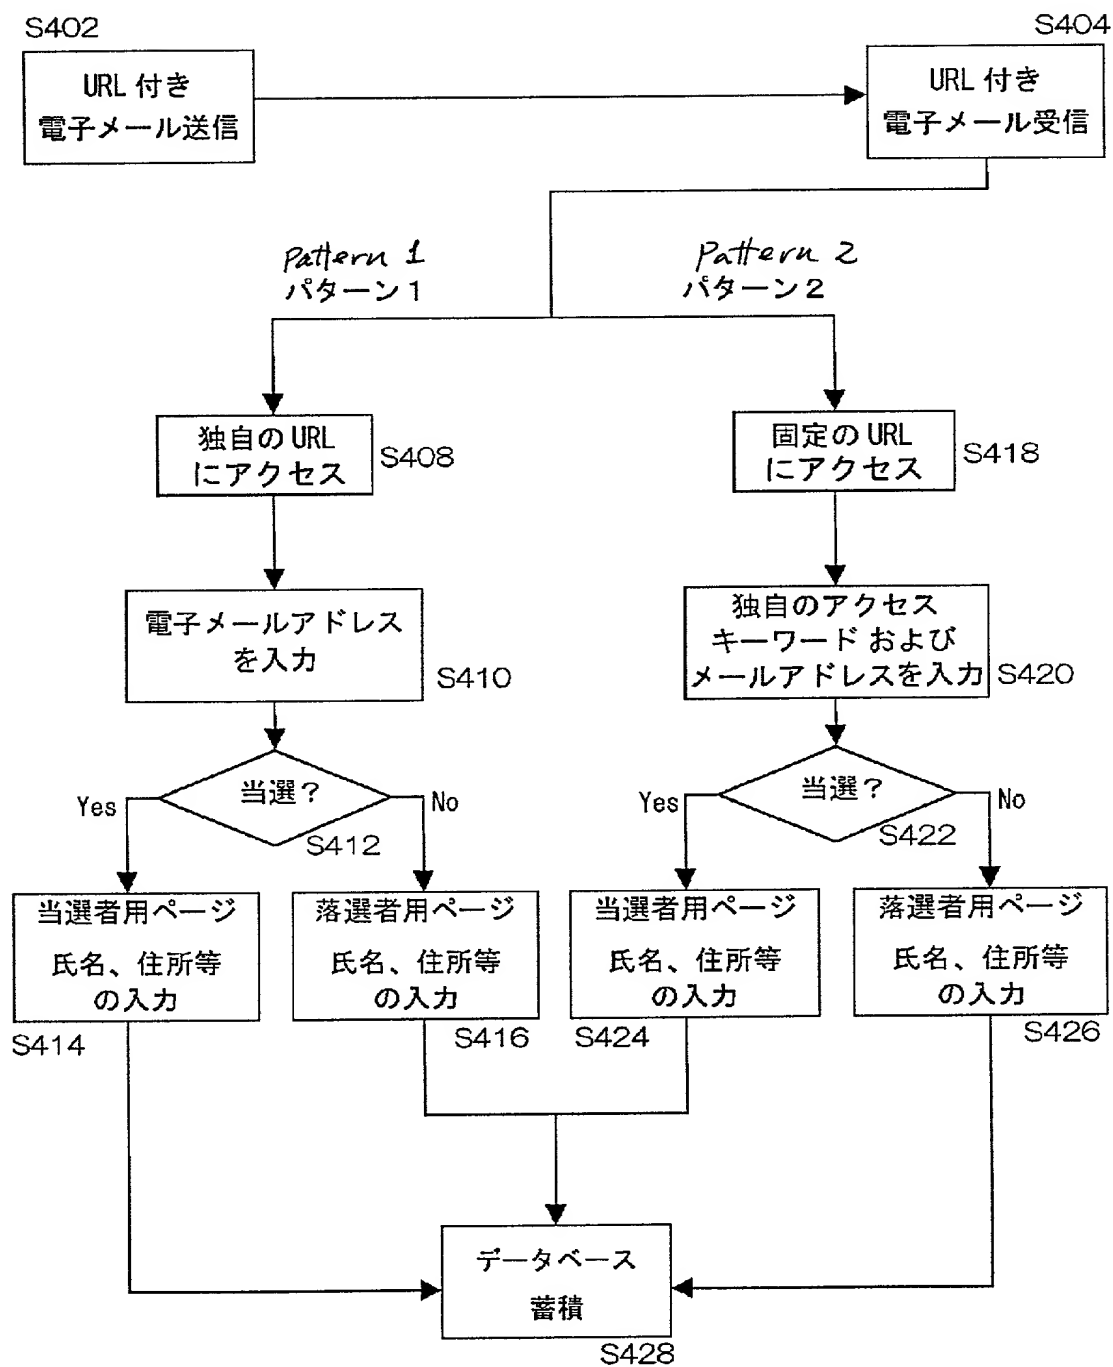 S402
URL 付き
電子メール送信
S404
URL 付き
電子メール受信
Pattern 1
パターン1
Pattern 2
パターン2
独自の URL
にアクセス
S408
固定の URL
にアクセス
S418
電子メールアドレス
を入力
S410
独自のアクセス
キーワード および
メールアドレスを入力
S420
当選?
Yes
No
S412
当選?
Yes
No
S422
当選者用ページ
氏名、住所等
の入力
S414
落選者用ページ
氏名、住所等
の入力
S416
当選者用ページ
氏名、住所等
の入力
S424
落選者用ページ
氏名、住所等
の入力
S426
データベース
蓄積
S428